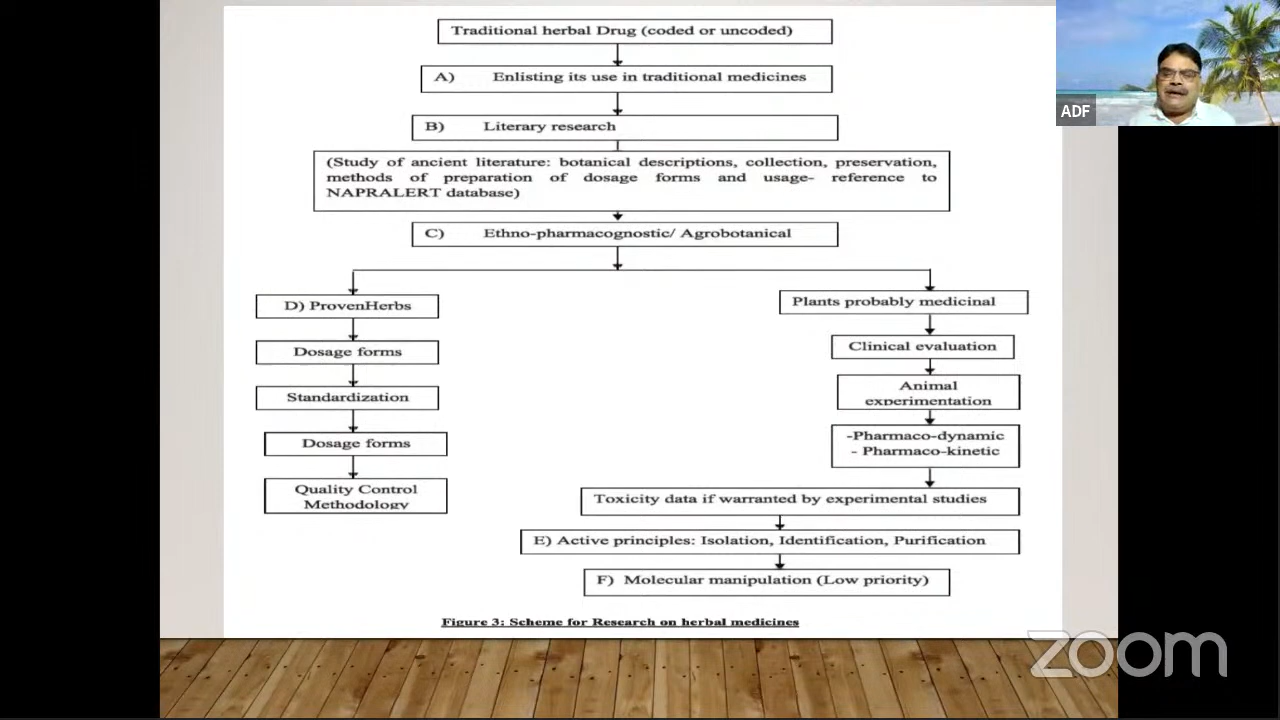 Traditional herbal Drug (coded or uncoded)
A) Enlisting its use in traditional medicines
B) Literary research
(Study of ancient literature: botanical descriptions, collection, preservation,
methods of preparation of dosage forms and usage- reference to
NAPRALERT database)
C) Ethno-pharmacognostic/ Agrobotanical
D) ProvenHerbs
Dosage forms
Standardization
Dosage forms
Quality Control
Methodology
Plants probably medicinal
Clinical evaluation
Animal
experimentation
-Pharmaco-dynamic
- Pharmaco-kinetic
Toxicity data if warranted by experimental studies
E) Active principles: Isolation, Identification, Purification
F) Molecular manipulation (Low priority)
Figure 3: Scheme for Research on herbal medicines
ADF
zoom